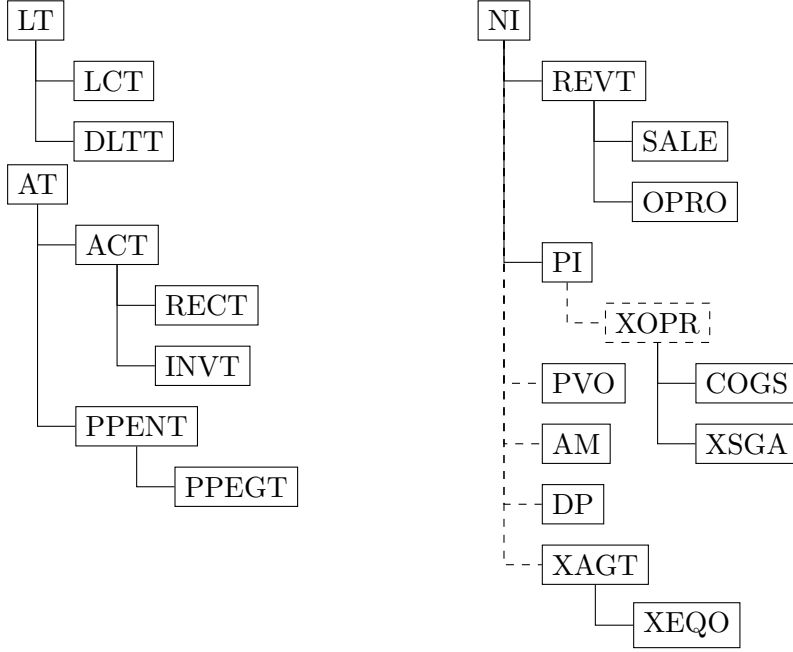 LT
LCT
DLTT
AT
ACT
RECT
INVT
PPENT
PPEGT
NI
REVT
SALE
OPRO
PI
XOPR
COGS
XSGA
PVO
AM
DP
XAGT
XEQO